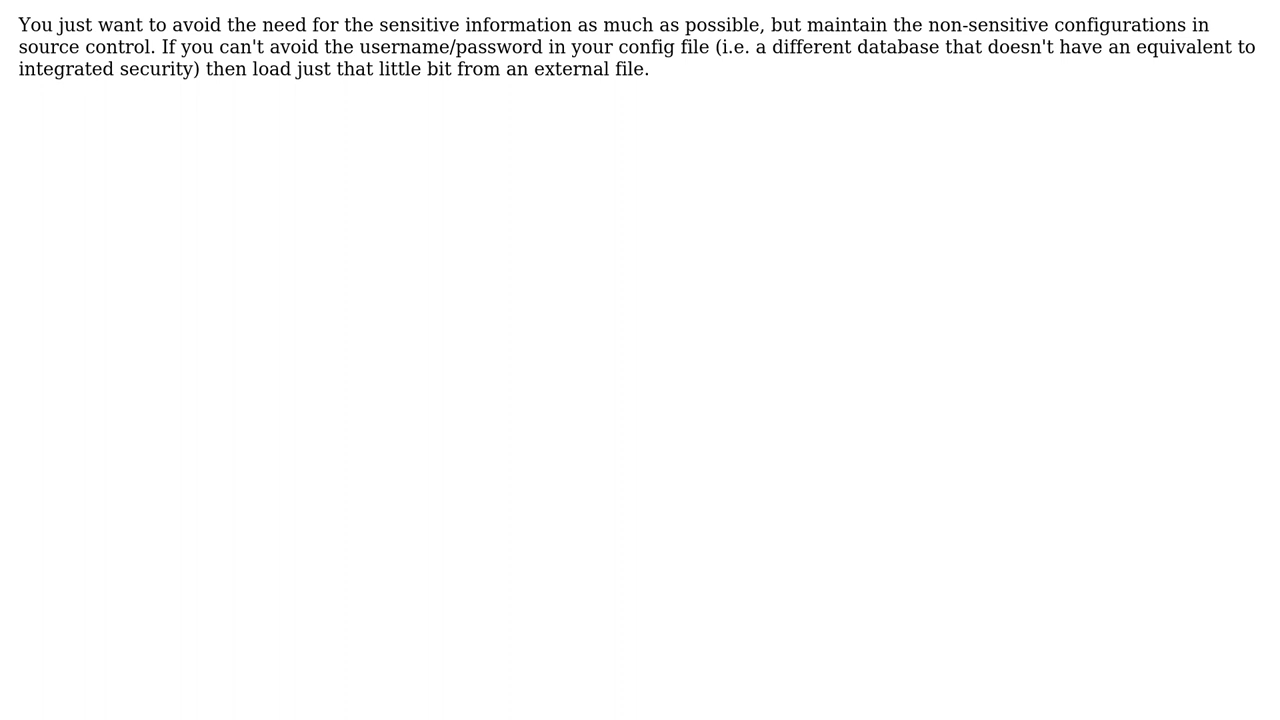 You just want to avoid the need for the sensitive information as much as possible, but maintain the non-sensitive configurations in
source control. If you can't avoid the username/password in your config file (i.e. a different database that doesn't have an equivalent to
integrated security) then load just that little bit from an external file.